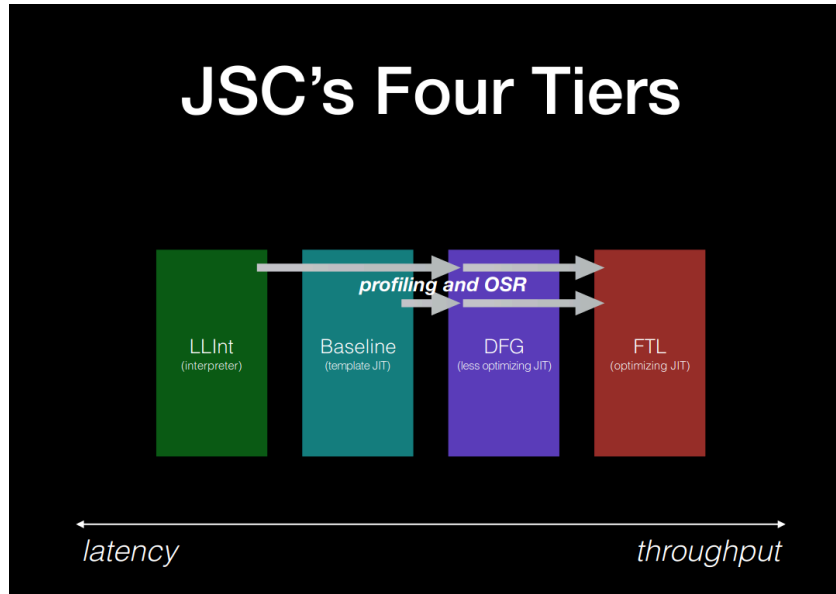 JSC’s Four Tiers
profiling and OSR
LLInt
(interpreter)
Baseline
(template JIT)
DFG
(less optimizing JIT)
FTL
(optimizing JIT)
latency
throughput